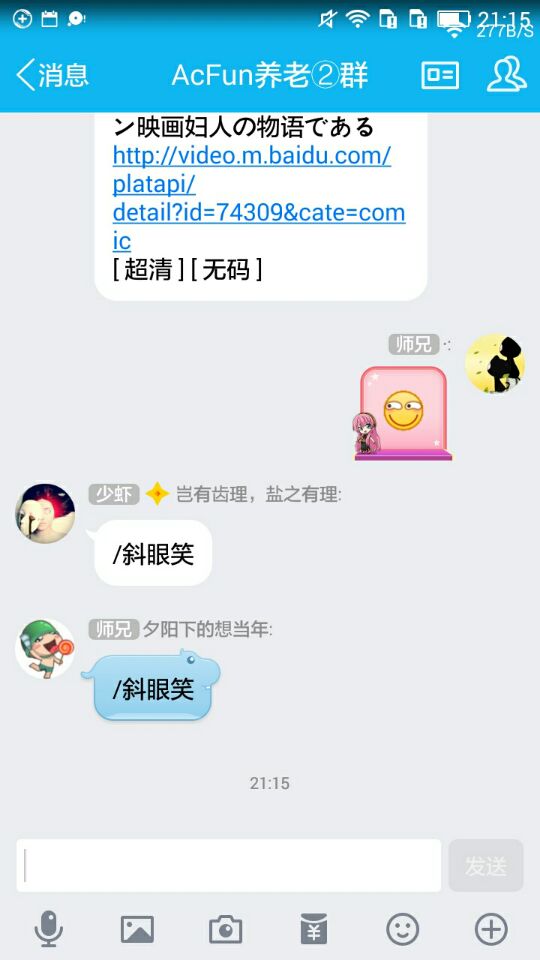 21:15
277B/S
消息
AcFun养老②群
ン映画妇人の物语である
http://video.m.baidu.com/
platapi/
detail?id=74309&cate=com
ic
[ 超清 ] [ 无码 ]
师兄 ·:
少虾 岂有齿理，盐之有理:
/斜眼笑
师兄 夕阳下的想当年:
/斜眼笑
21:15
发送
¥